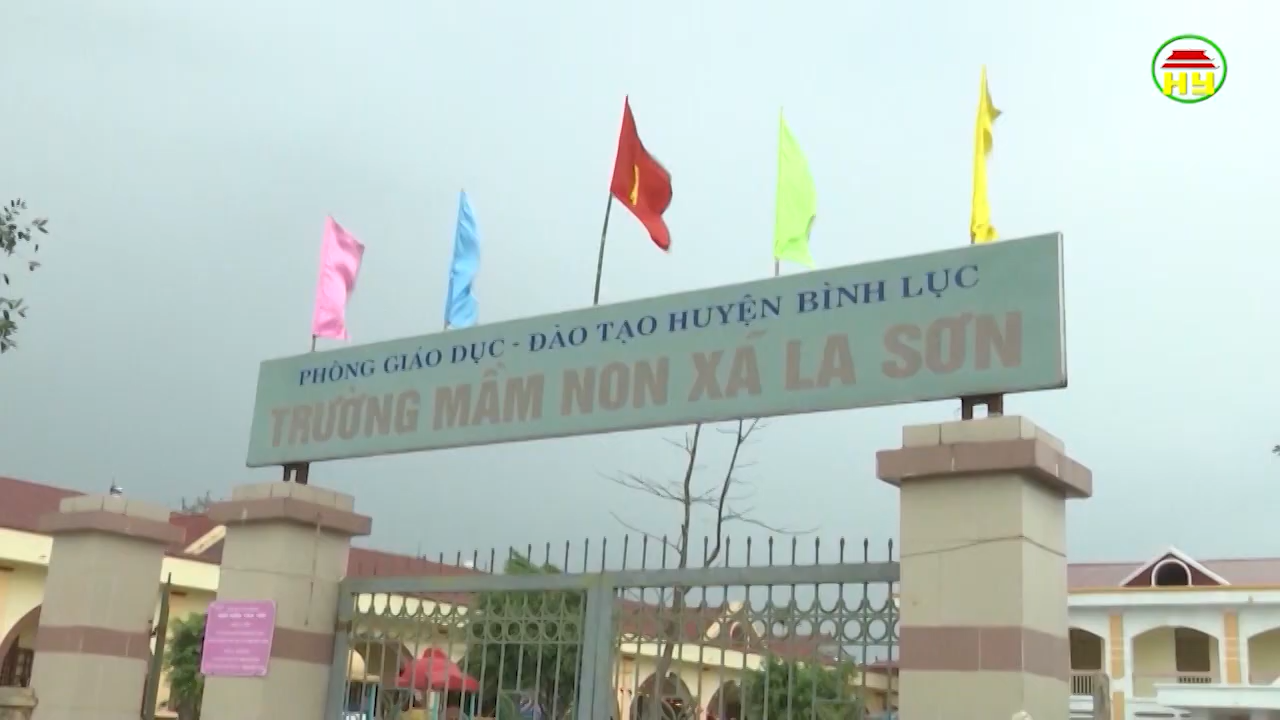 HY
PHÒNG GIÁO DỤC - ĐÀO TẠO HUYỆN BÌNH LỤC
TRƯỜNG MẦM NON XÃ LA SƠN